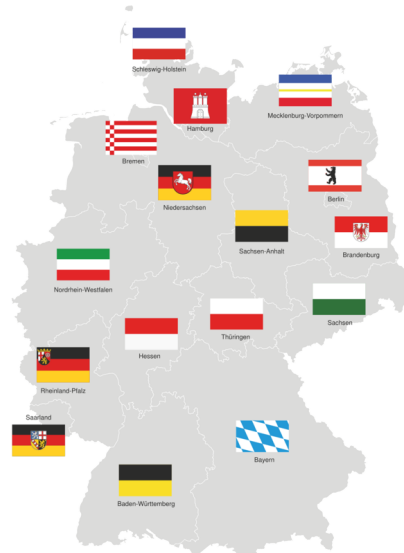 Schleswig-Holstein
Hamburg
Mecklenburg-Vorpommern
Bremen
Niedersachsen
Berlin
Sachsen-Anhalt
Brandenburg
Nordrhein-Westfalen
Thüringen
Sachsen
Hessen
Rheinland-Pfalz
Saarland
Bayern
Baden-Württemberg